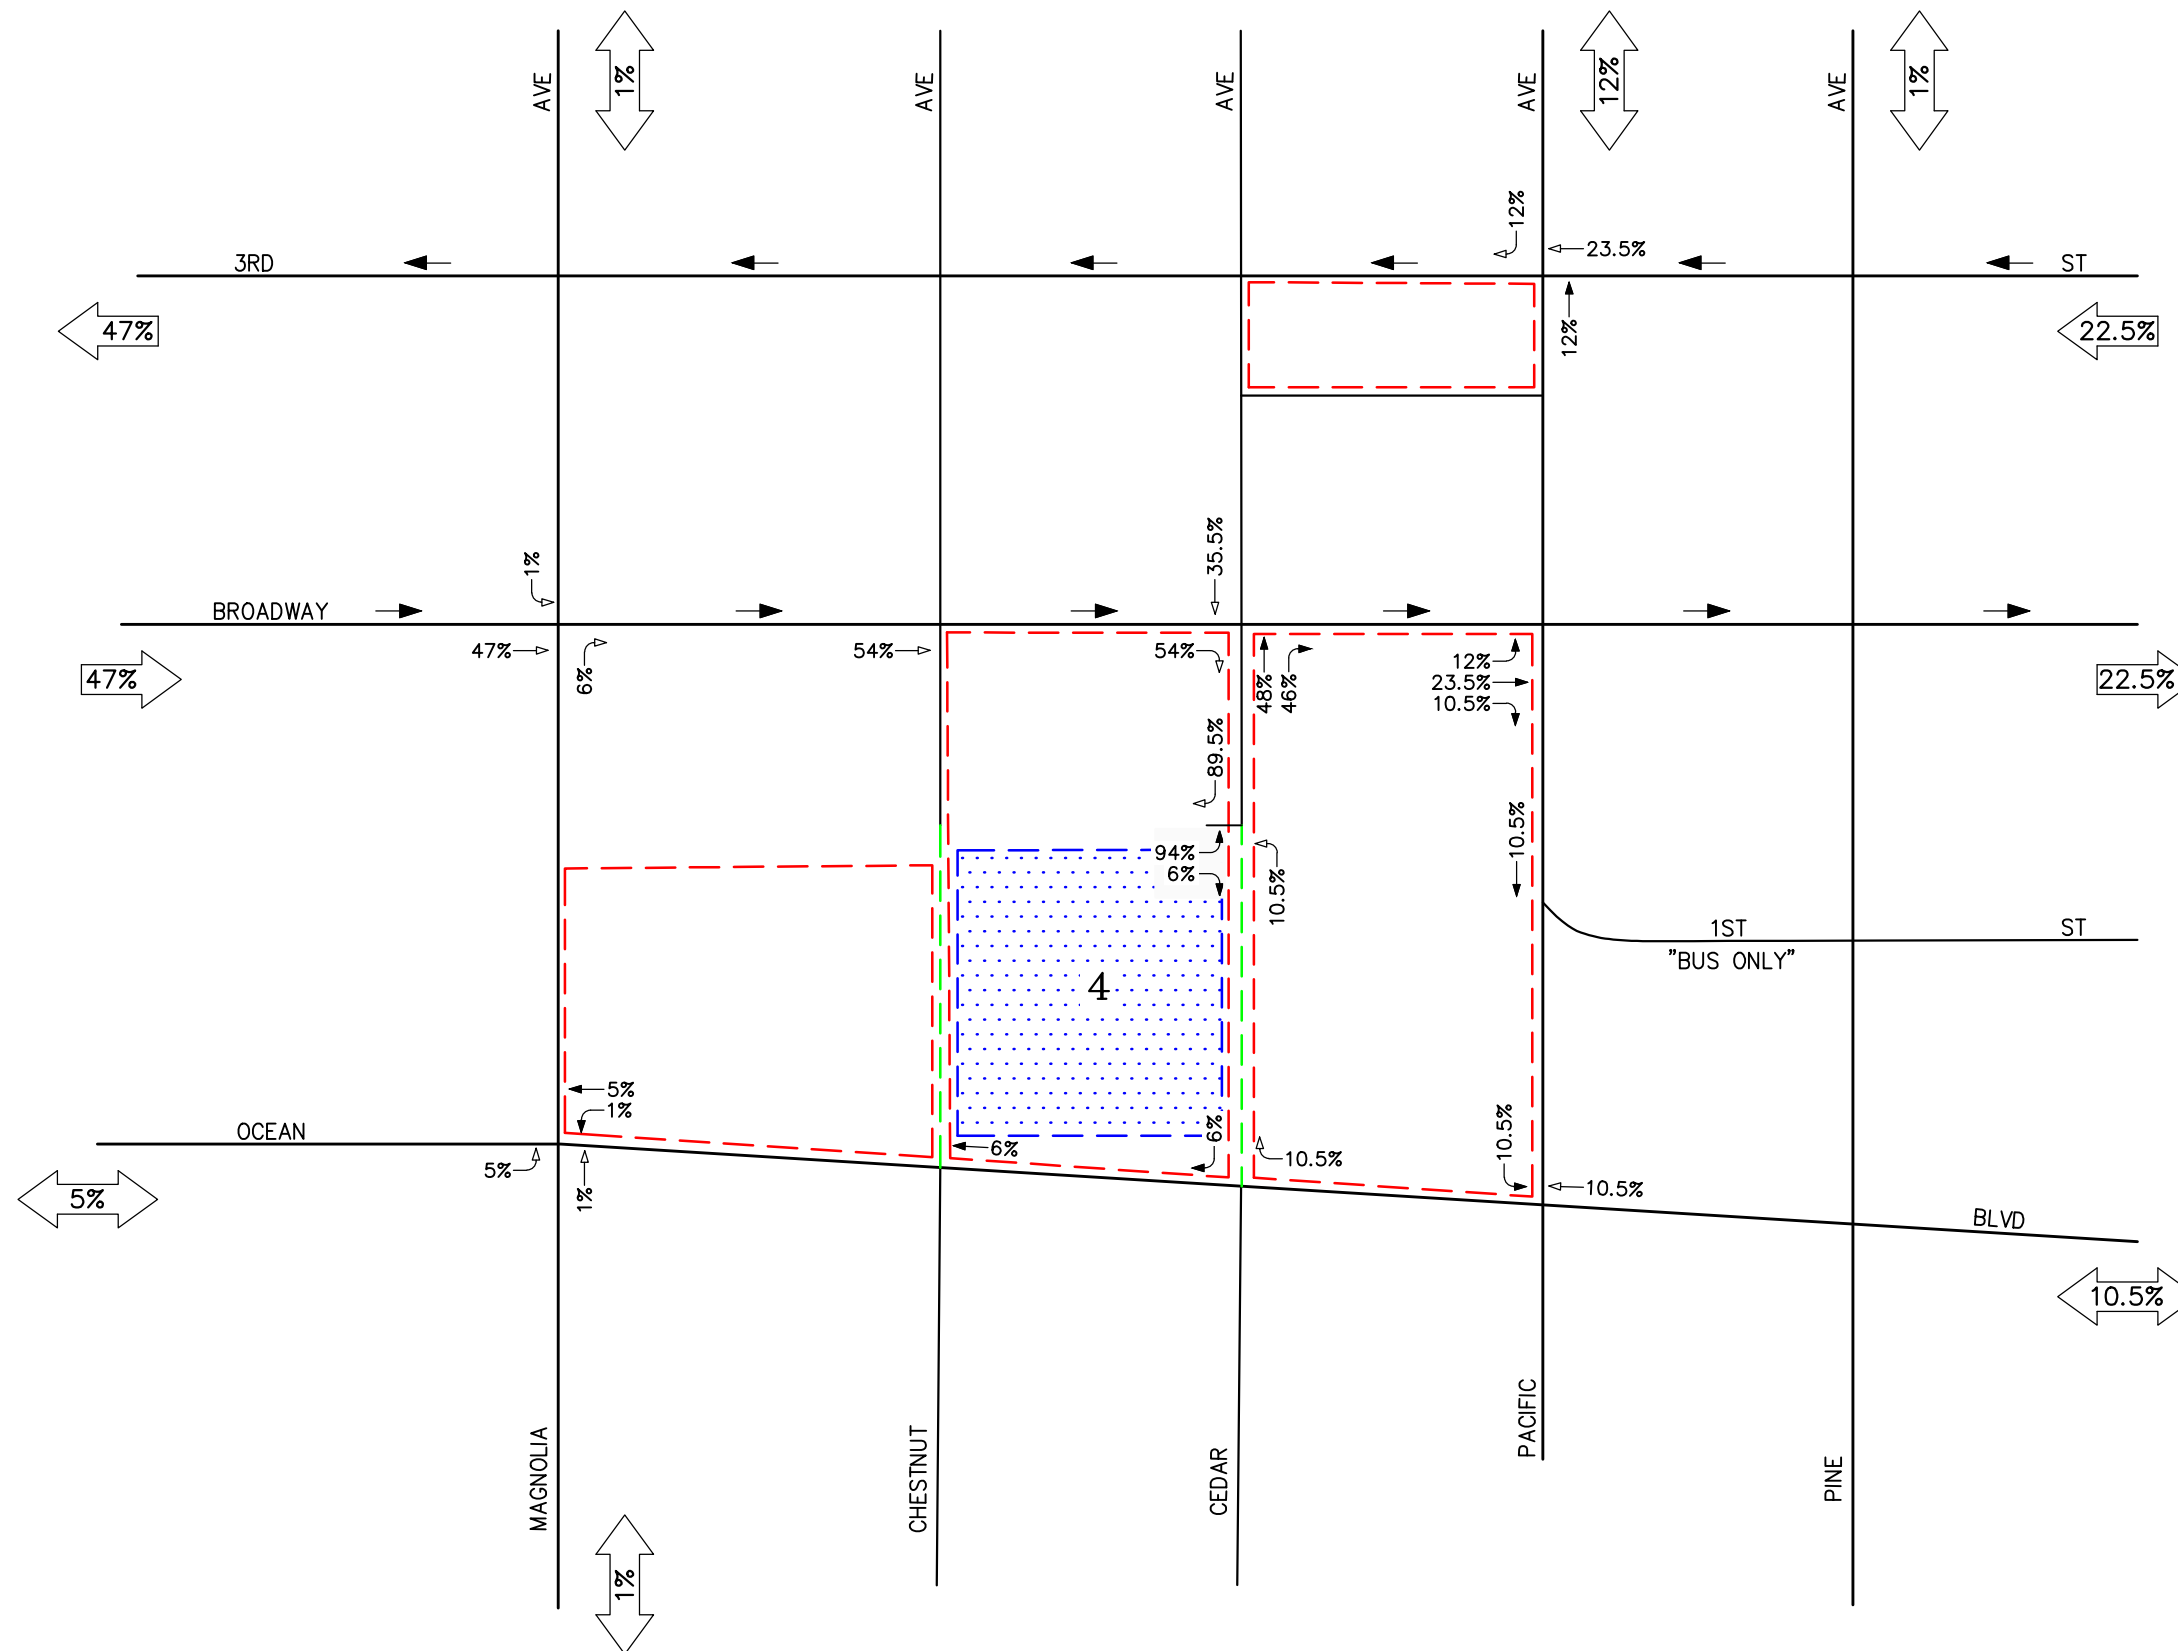 AVE
1%
AVE
AVE
AVE
12%
AVE
1%
12%
23.5%
3RD
ST
47%
12%
22.5%
1%
35.5%
BROADWAY
47%
6%
54%
54%
48%
46%
12%
23.5%
10.5%
47%
22.5%
89.5%
94%
6%
10.5%
10.5%
1ST
ST
"BUS ONLY"
4
5%
1%
OCEAN
6%
6%
10.5%
10.5%
5%
1%
10.5%
5%
BLVD
10.5%
MAGNOLIA
CHESTNUT
CEDAR
PACIFIC
PINE
1%